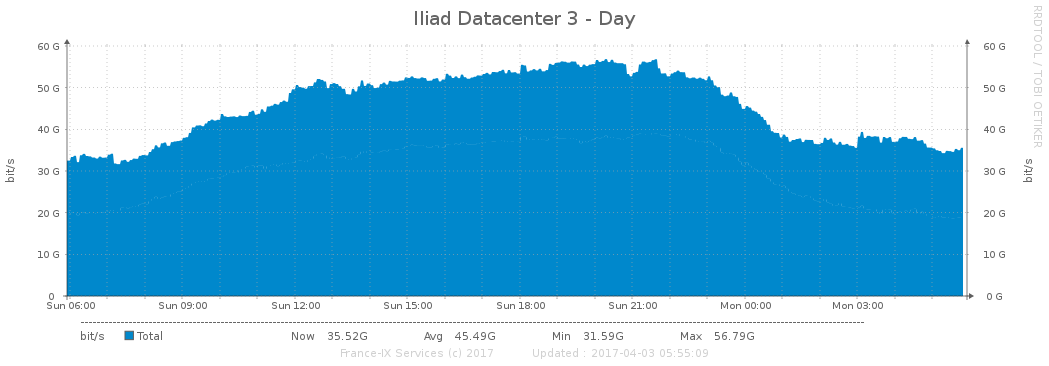 Iliad Datacenter 3 - Day
RRDTOOL / TOBI OETIKER
60 G 60 G
50 G 50 G
40 G 40 G
30 G 30 G
20 G 20 G
10 G 10 G
0 0 G
bit/s bit/s
Sun 06:00 Sun 09:00 Sun 12:00 Sun 15:00 Sun 18:00 Sun 21:00 Mon 00:00 Mon 03:00
bit/s Total Now 35.52G Avg 45.49G Min 31.59G Max 56.79G
France-IX Services (c) 2017 Updated : 2017-04-03 05:55:09